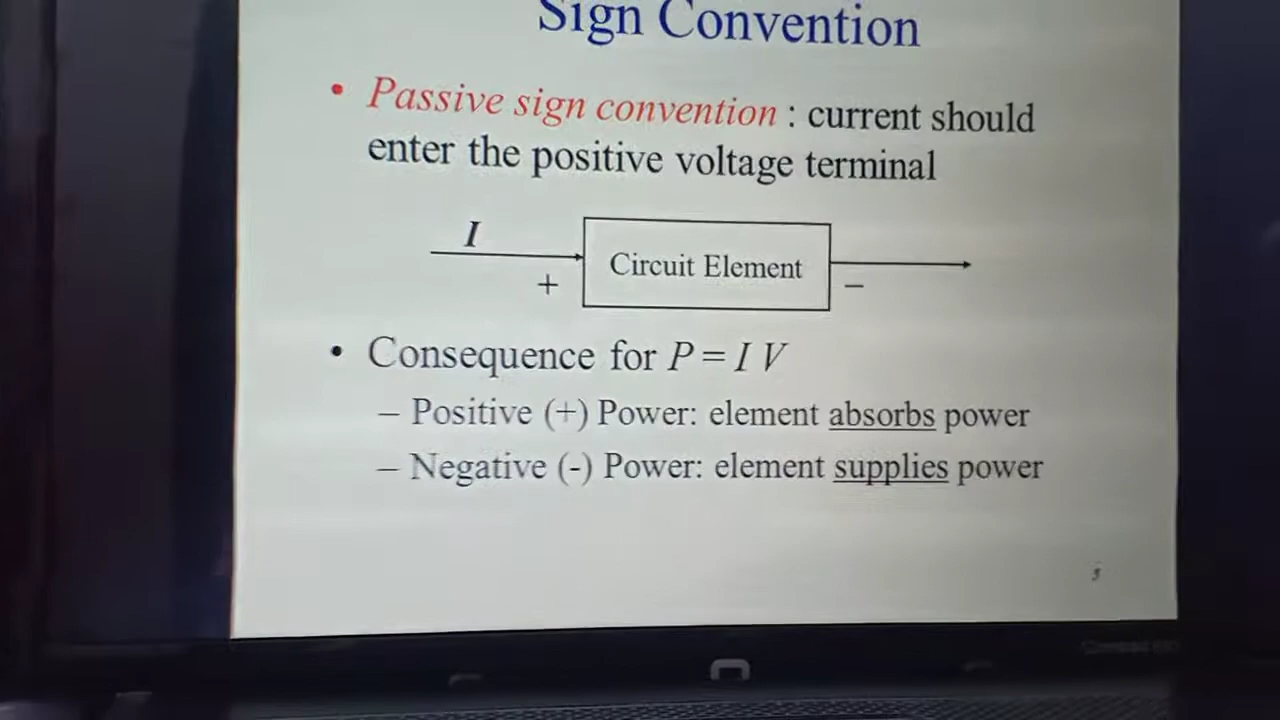 Sign Convention
• Passive sign convention : current should
enter the positive voltage terminal
I
+
Circuit Element
−
• Consequence for P = I V
– Positive (+) Power: element absorbs power
– Negative (-) Power: element supplies power